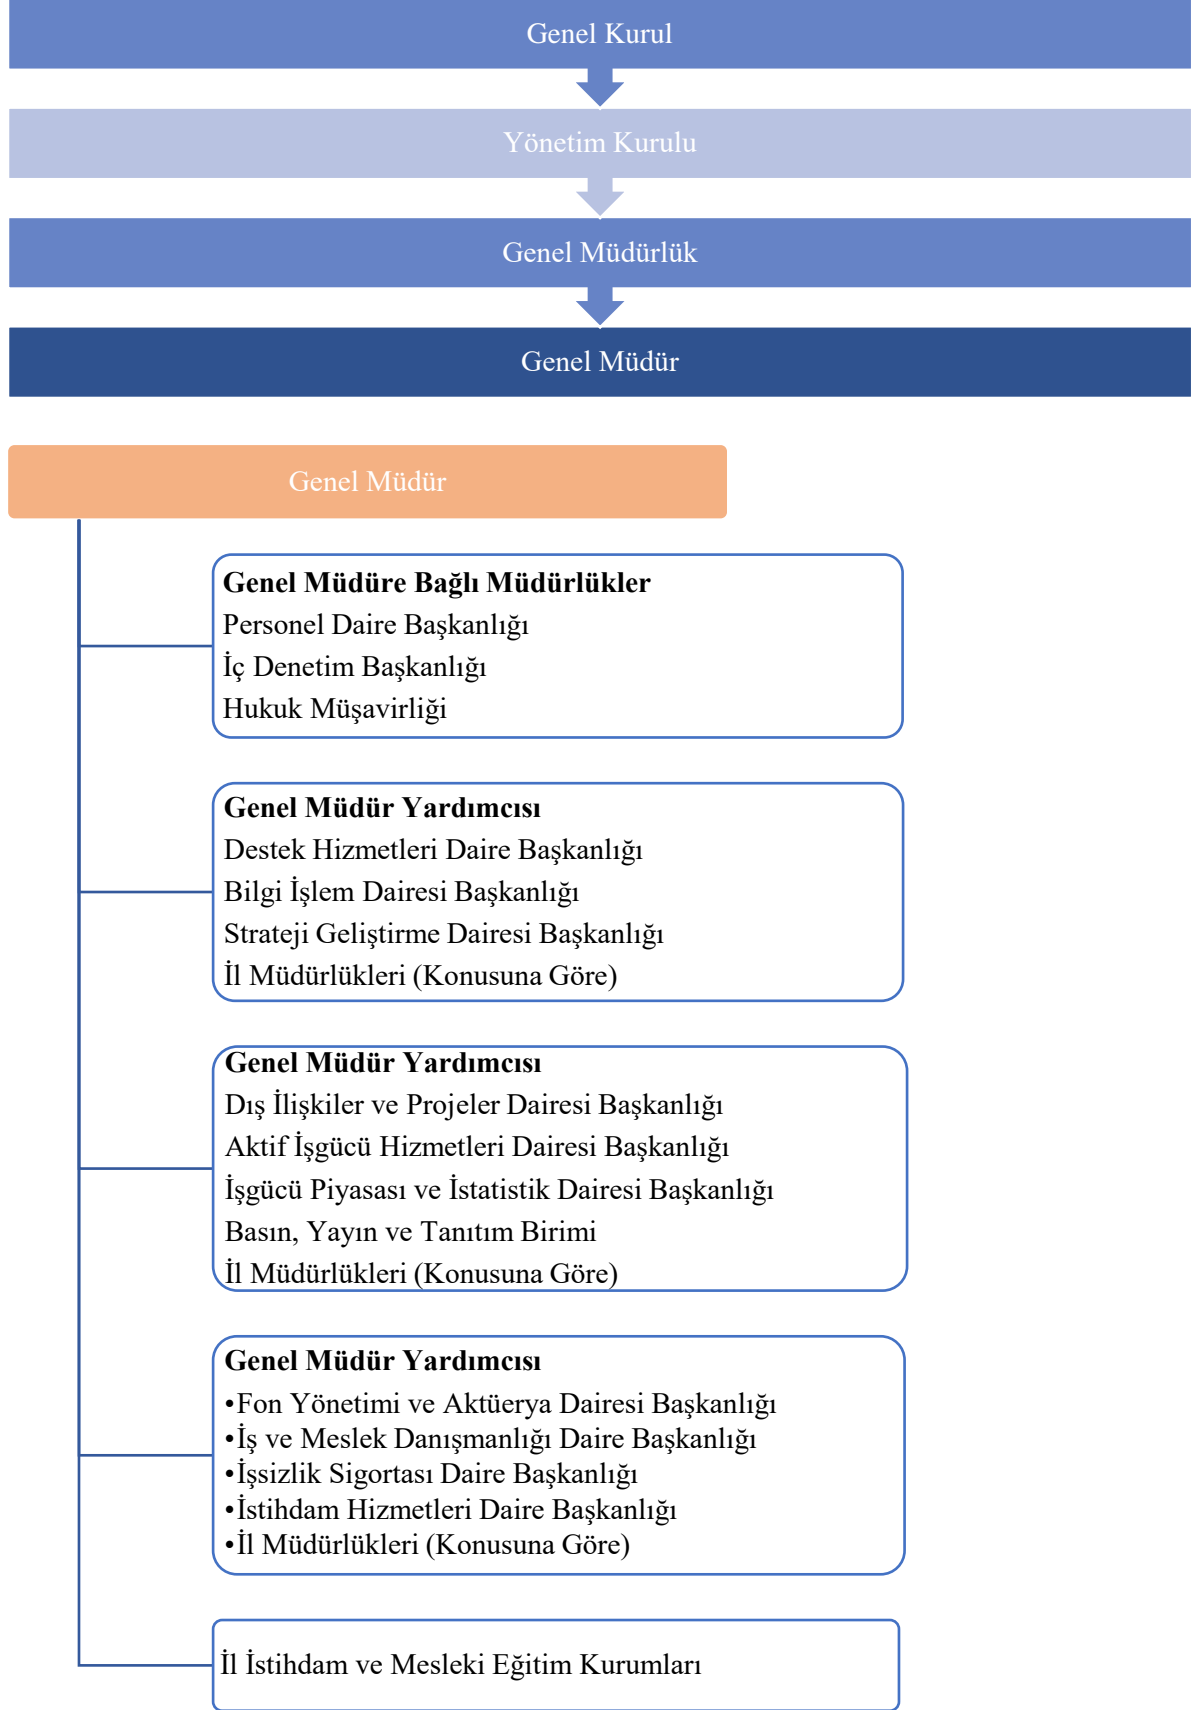 Genel Kurul
Yönetim Kurulu
Genel Müdürlük
Genel Müdür
Genel Müdür
Genel Müdüre Bağlı Müdürlükler
Personel Daire Başkanlığı
İç Denetim Başkanlığı
Hukuk Müşavirliği
Genel Müdür Yardımcısı
Destek Hizmetleri Daire Başkanlığı
Bilgi İşlem Dairesi Başkanlığı
Strateji Geliştirme Dairesi Başkanlığı
İl Müdürlükleri (Konusuna Göre)
Genel Müdür Yardımcısı
Dış İlişkiler ve Projeler Dairesi Başkanlığı
Aktif İşgücü Hizmetleri Dairesi Başkanlığı
İşgücü Piyasası ve İstatistik Dairesi Başkanlığı
Basın, Yayın ve Tanıtım Birimi
İl Müdürlükleri (Konusuna Göre)
Genel Müdür Yardımcısı
•Fon Yönetimi ve Aktüerya Dairesi Başkanlığı
•İş ve Meslek Danışmanlığı Daire Başkanlığı
•İşsizlik Sigortası Daire Başkanlığı
•İstihdam Hizmetleri Daire Başkanlığı
•İl Müdürlükleri (Konusuna Göre)
İl İstihdam ve Mesleki Eğitim Kurumları